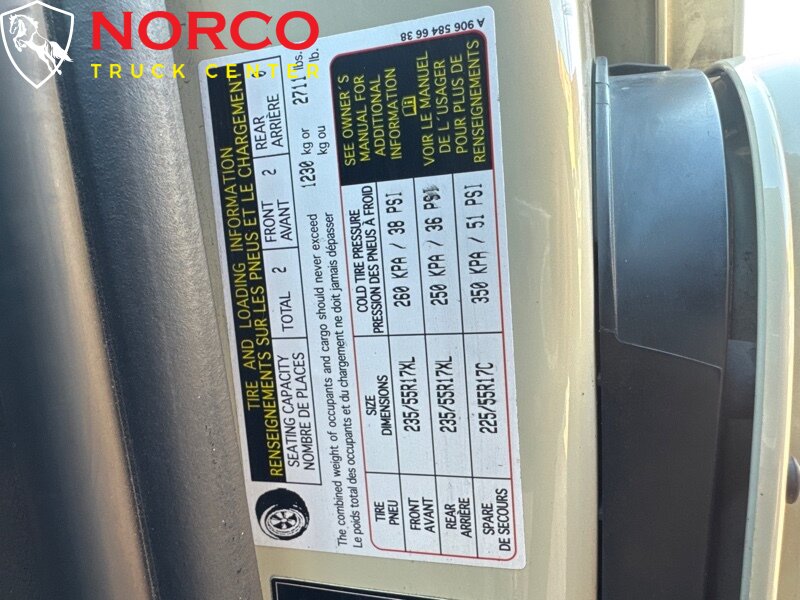 NORCO
TRUCK CENTER
A 906 584 66 38
TIRE AND LOADING INFORMATION
RENSEIGNEMENTS SUR LES PNEUS ET LE CHARGEMENT
SEATING CAPACITY
NOMBRE DE PLACES
TOTAL 2
FRONT
AVANT
2
REAR
ARRIÈRE
0
The combined weight of occupants and cargo should never exceed 1230 kg or 2711 lbs.
Le poids total des occupants et du chargement ne doit jamais dépasser kg ou lb.
TIRE
PNEU
SIZE
DIMENSIONS
COLD TIRE PRESSURE
PRESSION DES PNEUS À FROID
FRONT
AVANT
235/55R17XL
260 KPA / 38 PSI
REAR
ARRIÈRE
235/55R17XL
250 KPA / 36 PSI
SPARE
DE SECOURS
225/55R17C
350 KPA / 51 PSI
SEE OWNER'S
MANUAL FOR
ADDITIONAL
INFORMATION
VOIR LE MANUEL
DE L'USAGER
POUR PLUS DE
RENSEIGNEMENTS